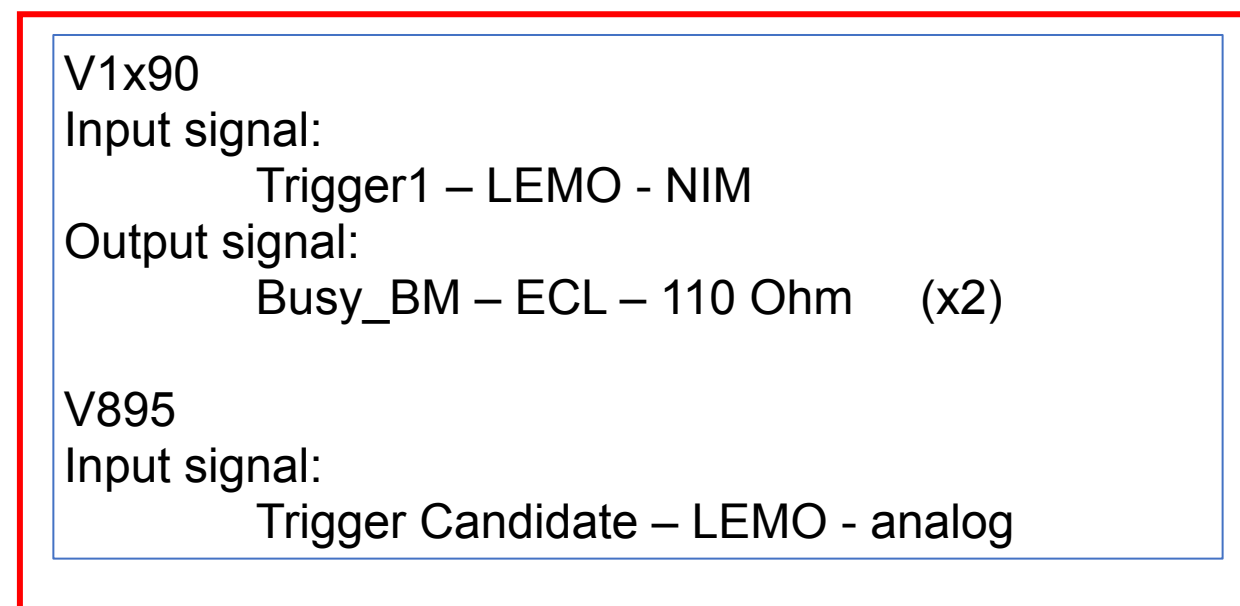 V1x90
Input signal:
Trigger1 – LEMO - NIM
Output signal:
Busy_BM – ECL – 110 Ohm (x2)
V895
Input signal:
Trigger Candidate – LEMO - analog